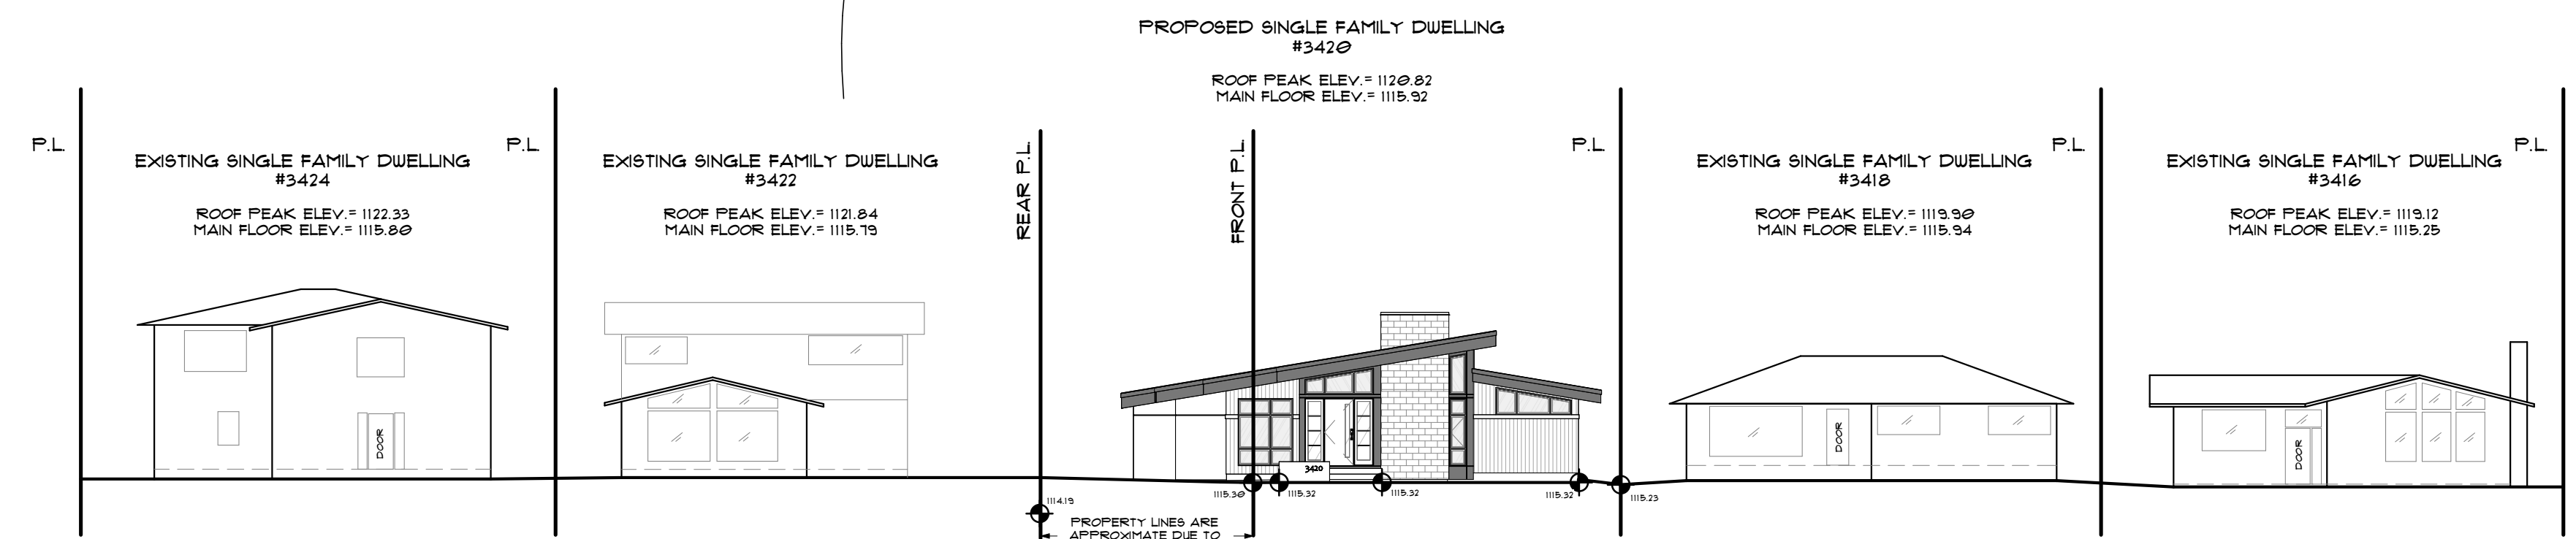 PROPOSED SINGLE FAMILY DWELLING
#3420
ROOF PEAK ELEV.= 1120.82
MAIN FLOOR ELEV.= 1115.92
P.L.
EXISTING SINGLE FAMILY DWELLING
#3424
ROOF PEAK ELEV.= 1122.33
MAIN FLOOR ELEV.= 1115.80
DOOR
P.L.
EXISTING SINGLE FAMILY DWELLING
#3422
ROOF PEAK ELEV.= 1121.84
MAIN FLOOR ELEV.= 1115.79
REAR P.L.
FRONT P.L.
3420
1114.19
1115.30
1115.32
1115.32
1115.32
1115.23
PROPERTY LINES ARE
APPROXIMATE DUE TO
P.L.
EXISTING SINGLE FAMILY DWELLING
#3418
ROOF PEAK ELEV.= 1119.90
MAIN FLOOR ELEV.= 1115.94
DOOR
P.L.
EXISTING SINGLE FAMILY DWELLING
#3416
ROOF PEAK ELEV.= 1119.12
MAIN FLOOR ELEV.= 1115.25
DOOR
P.L.